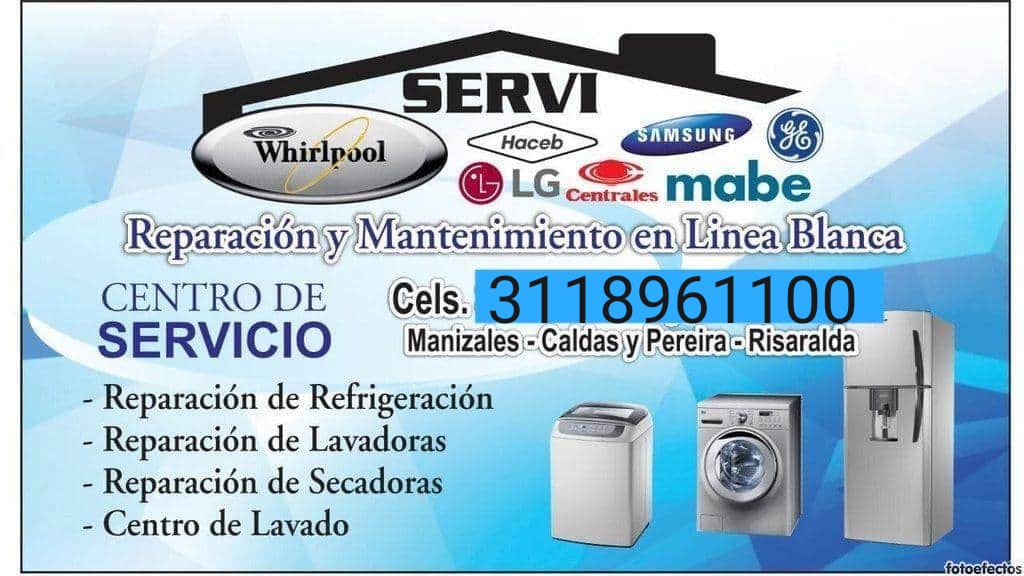 SERVI
Whirlpool
Haceb
SAMSUNG
GE
LG LG
Centrales
mabe
Reparación y Mantenimiento en Linea Blanca
CENTRO DE
SERVICIO
Cels. 3118961100
Manizales - Caldas y Pereira - Risaralda
- Reparación de Refrigeración
- Reparación de Lavadoras
- Reparación de Secadoras
- Centro de Lavado
fotoefectos